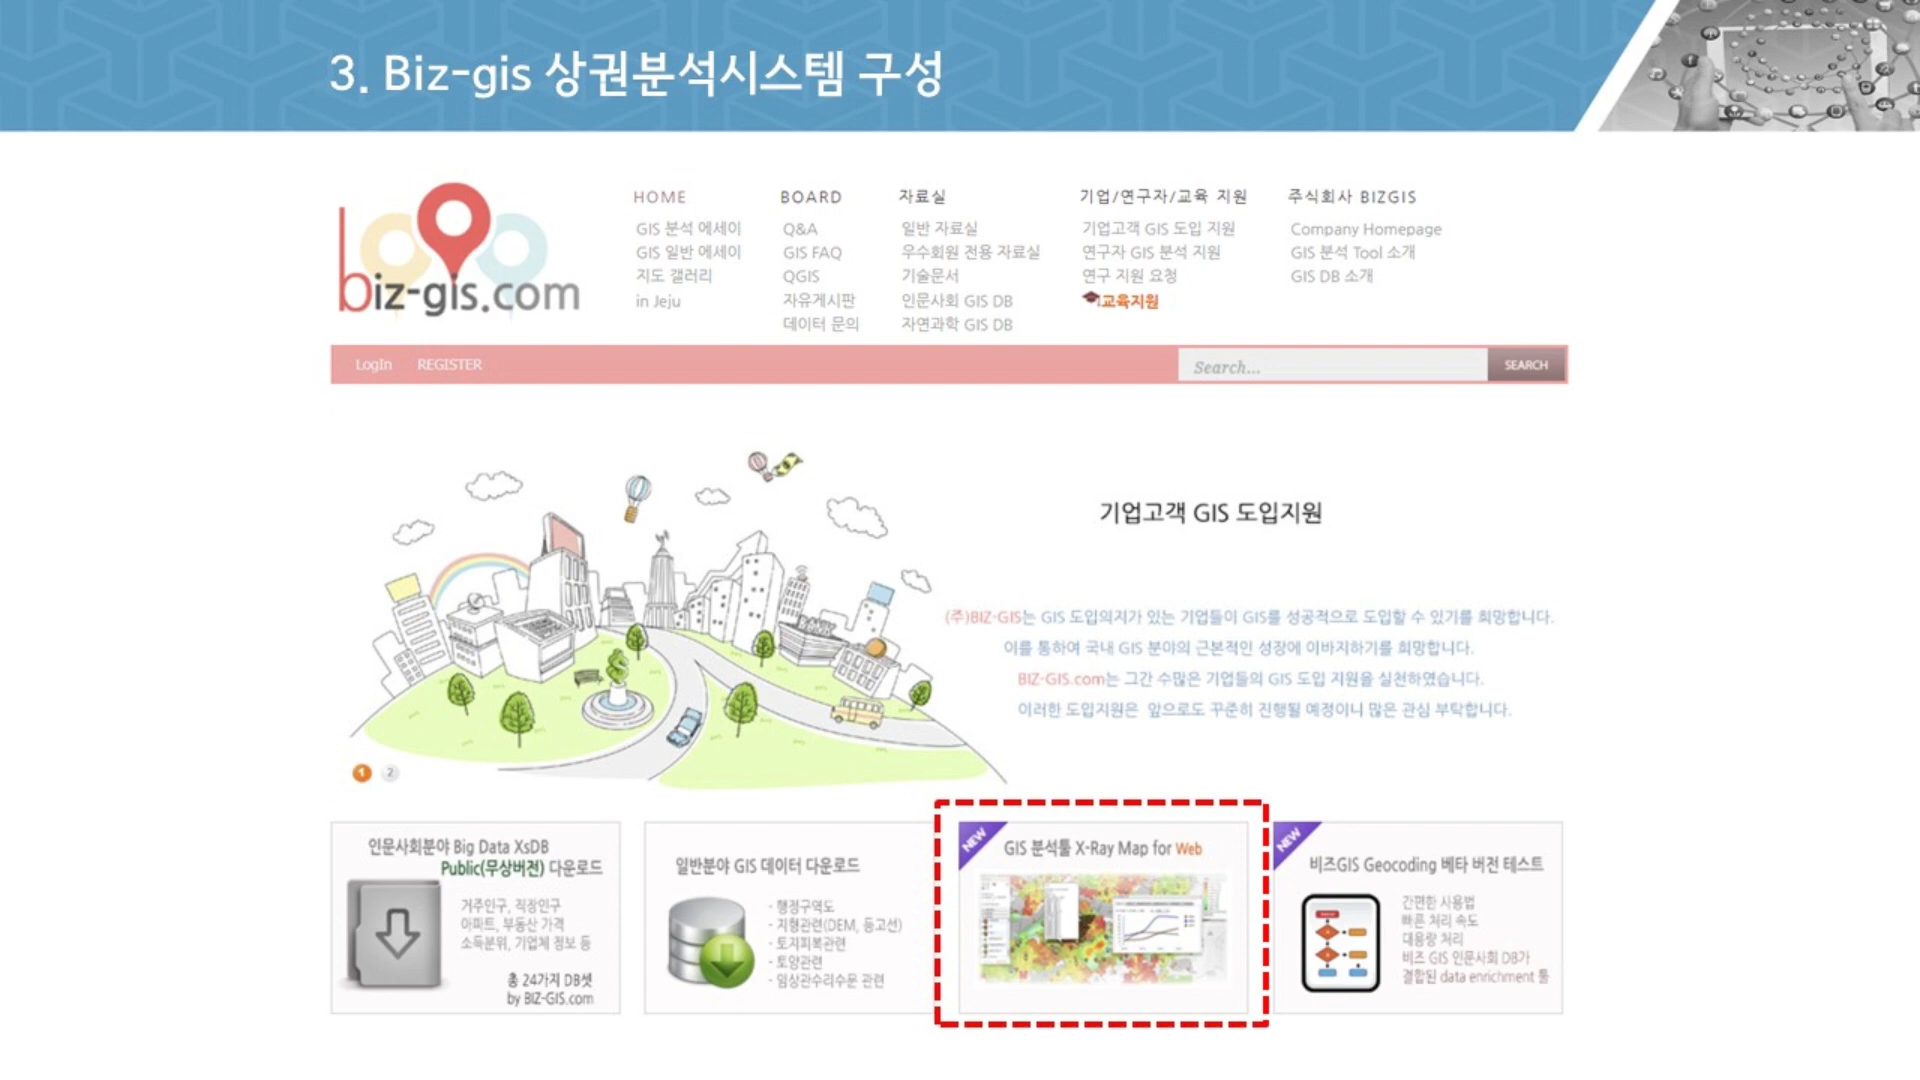 3. Biz-gis 상권분석시스템 구성
biz-gis.com
HOME
GIS 분석 에세이
GIS 일반 에세이
지도 갤러리
in Jeju
BOARD
Q&A
GIS FAQ
QGIS
자유게시판
데이터 문의
자료실
일반 자료실
우수회원 전용 자료실
기술문서
인문사회 GIS DB
자연과학 GIS DB
기업/연구자/교육 지원
기업고객 GIS 도입 지원
연구자 GIS 분석 지원
연구 지원 요청
교육지원
주식회사 BIZGIS
Company Homepage
GIS 분석 Tool 소개
GIS DB 소개
LogIn REGISTER
Search...
SEARCH
BANK
기업고객 GIS 도입지원
(주)BIZ-GIS는 GIS 도입의지가 있는 기업들이 GIS를 성공적으로 도입할 수 있기를 희망합니다.
이를 통하여 국내 GIS 분야의 근본적인 성장에 이바지하기를 희망합니다.
BIZ-GIS.com는 그간 수많은 기업들의 GIS 도입 지원을 실천하였습니다.
이러한 도입지원은 앞으로도 꾸준히 진행될 예정이니 많은 관심 부탁합니다.
1 2
인문사회분야 Big Data XsDB
Public(무상버전) 다운로드
거주인구, 직장인구
아파트, 부동산 가격
소득분위, 기업체 정보 등
총 24가지 DB셋
by BIZ-GIS.com
일반분야 GIS 데이터 다운로드
- 행정구역도
- 지형관련(DEM, 등고선)
- 토지피복관련
- 토양관련
- 임상관수리수문 관련
NEW
GIS 분석툴 X-Ray Map for Web
NEW
비즈GIS Geocoding 베타 버전 테스트
간편한 사용법
빠른 처리 속도
대용량 처리
비즈 GIS 인문사회 DB가
결합된 data enrichment 툴